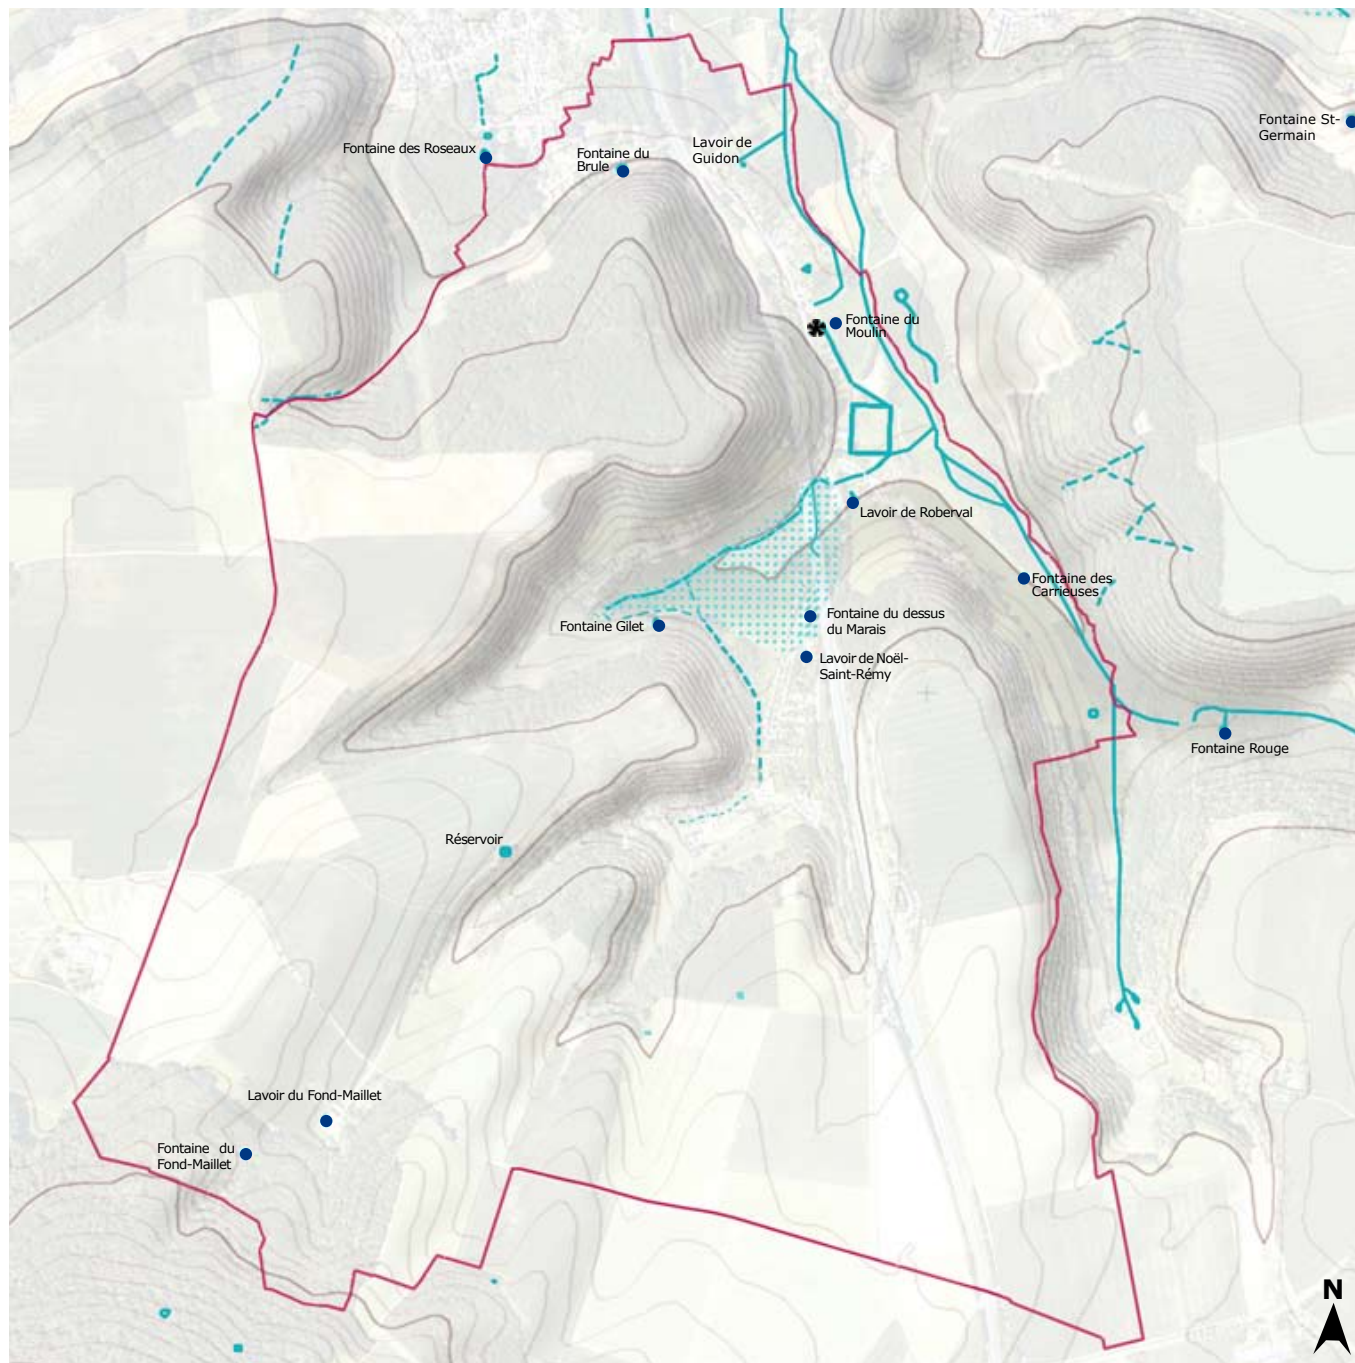 Fontaine St-
Germain
Fontaine des Roseaux
Fontaine du
Brule
Lavoir de
Guidon
Fontaine du
Moulin
Lavoir de Roberval
Fontaine des
Carrieuses
Fontaine du dessus
du Marais
Fontaine Gilet
Lavoir de Noël-
Saint-Rémy
Fontaine Rouge
Réservoir
Lavoir du Fond-Maillet
Fontaine du
Fond-Maillet
N